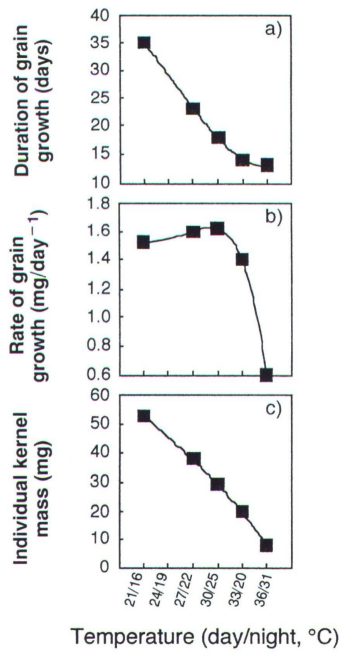 Duration of grain
growth (days)
40
35
30
25
20
15
10
a)
Rate of grain
growth (mg/day⁻¹)
1.8
1.6
1.4
1.2
1.0
0.8
0.6
b)
Individual kernel
mass (mg)
60
50
40
30
20
10
0
c)
21/16
24/19
27/22
30/25
33/20
36/31
Temperature (day/night, °C)